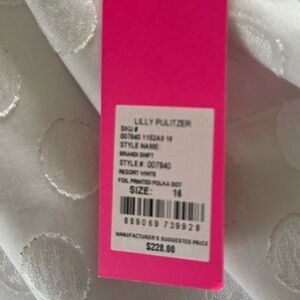 LILLY PULITZER
SKU #
007840 1162A9 16
STYLE NAME:
BRANDI SHIFT
STYLE #: 007840
RESORT WHITE
FOIL PRINTED POLKA DOT
SIZE: 16
889069 739928
MANUFACTURER'S SUGGESTED PRICE
$228.00